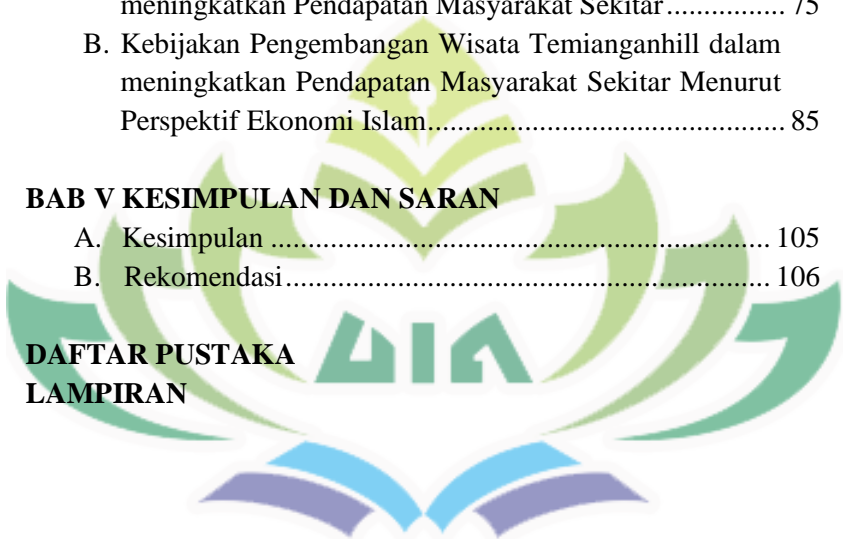 meningkatkan Pendapatan Masyarakat Sekitar................ 75
B. Kebijakan Pengembangan Wisata Temianganhill dalam
meningkatkan Pendapatan Masyarakat Sekitar Menurut
Perspektif Ekonomi Islam............................................... 85
BAB V KESIMPULAN DAN SARAN
A. Kesimpulan .................................................................. 105
B. Rekomendasi................................................................ 106
DAFTAR PUSTAKA
LAMPIRAN
UIN